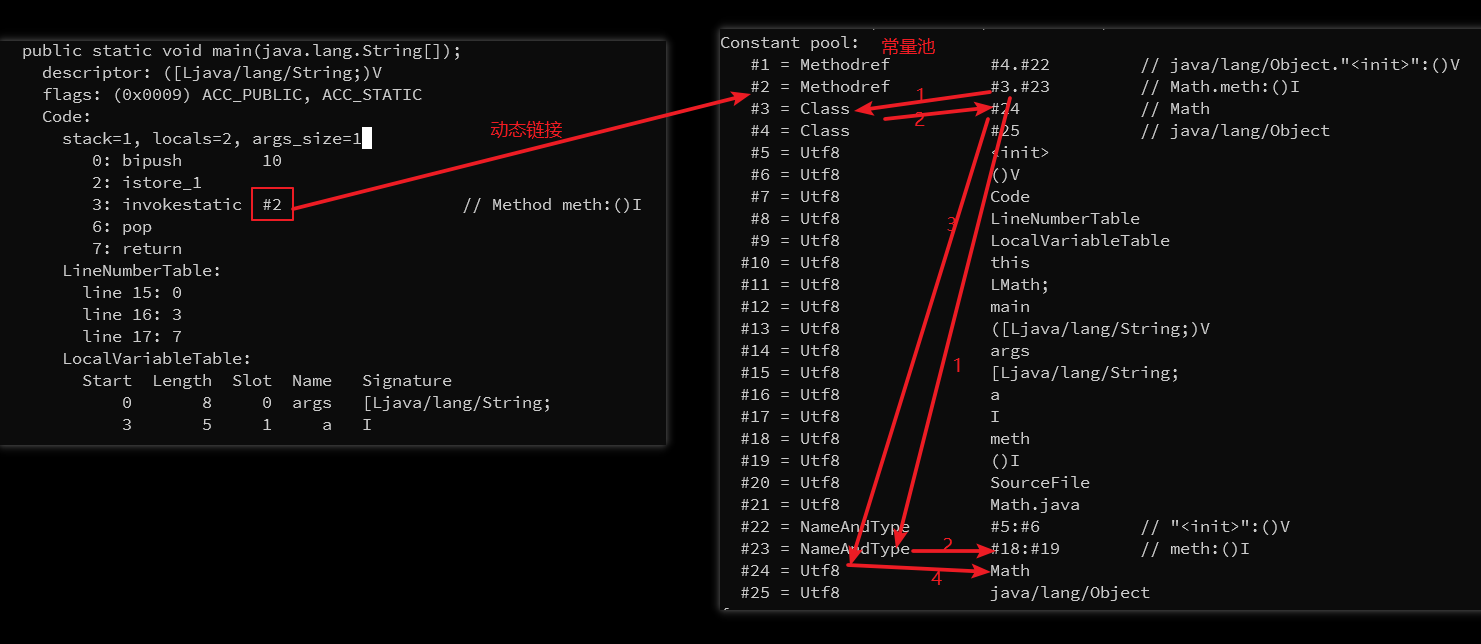 public static void main(java.lang.String[]);
descriptor: ([Ljava/lang/String;)V
flags: (0x0009) ACC_PUBLIC, ACC_STATIC
Code:
stack=1, locals=2, args_size=1
0: bipush 10
2: istore_1
3: invokestatic #2 // Method meth:()I
6: pop
7: return
LineNumberTable:
line 15: 0
line 16: 3
line 17: 7
LocalVariableTable:
Start Length Slot Name Signature
0 8 0 args [Ljava/lang/String;
3 5 1 a I
动态链接
Constant pool: 常量池
#1 = Methodref #4.#22 // java/lang/Object."<init>":()V
#2 = Methodref #3.#23 // Math.meth:()I
#3 = Class #24 // Math
#4 = Class #25 // java/lang/Object
#5 = Utf8 <init>
#6 = Utf8 ()V
#7 = Utf8 Code
#8 = Utf8 LineNumberTable
#9 = Utf8 LocalVariableTable
#10 = Utf8 this
#11 = Utf8 LMath;
#12 = Utf8 main
#13 = Utf8 ([Ljava/lang/String;)V
#14 = Utf8 args
#15 = Utf8 [Ljava/lang/String;
#16 = Utf8 a
#17 = Utf8 I
#18 = Utf8 meth
#19 = Utf8 ()I
#20 = Utf8 SourceFile
#21 = Utf8 Math.java
#22 = NameAndType #5:#6 // "<init>":()V
#23 = NameAndType #18:#19 // meth:()I
#24 = Utf8 Math
#25 = Utf8 java/lang/Object
1
2
3
1
2
4